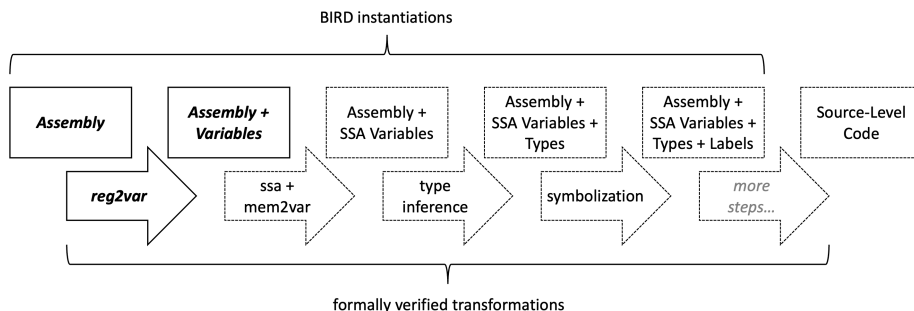 BIRD instantiations
Assembly
Assembly +
Variables
Assembly +
SSA Variables
Assembly +
SSA Variables +
Types
Assembly +
SSA Variables +
Types + Labels
Source-Level
Code
reg2var
ssa +
mem2var
type
inference
symbolization
more
steps...
formally verified transformations